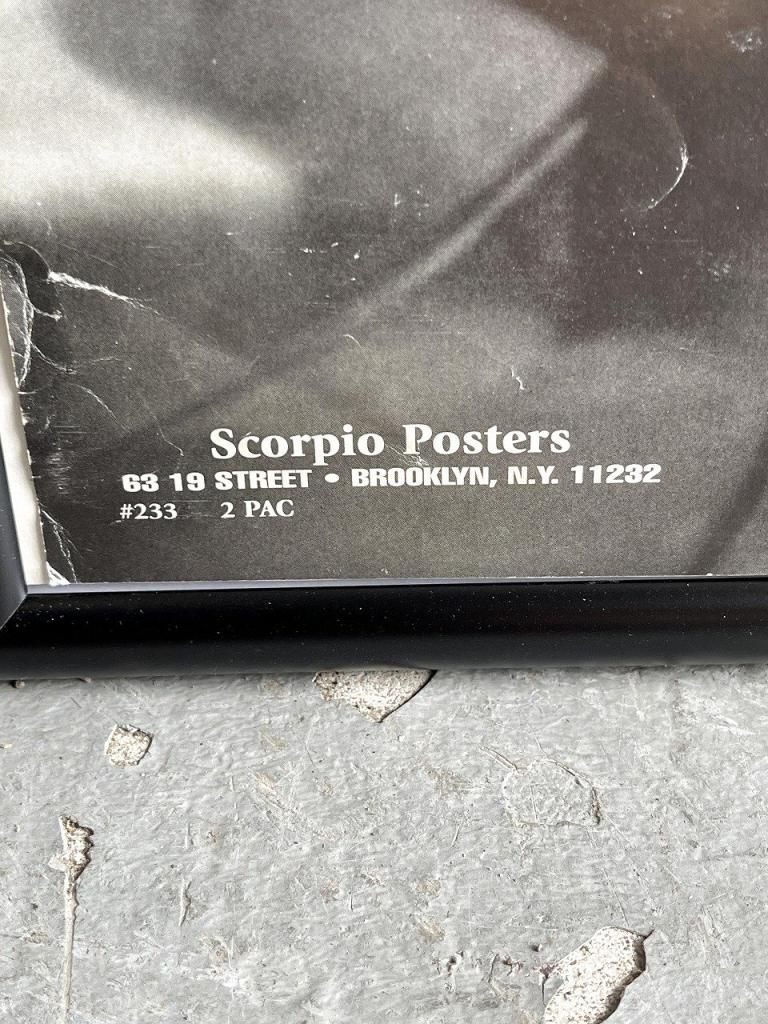 Scorpio Posters
63 19 STREET • BROOKLYN, N.Y. 11232
#233 2 PAC